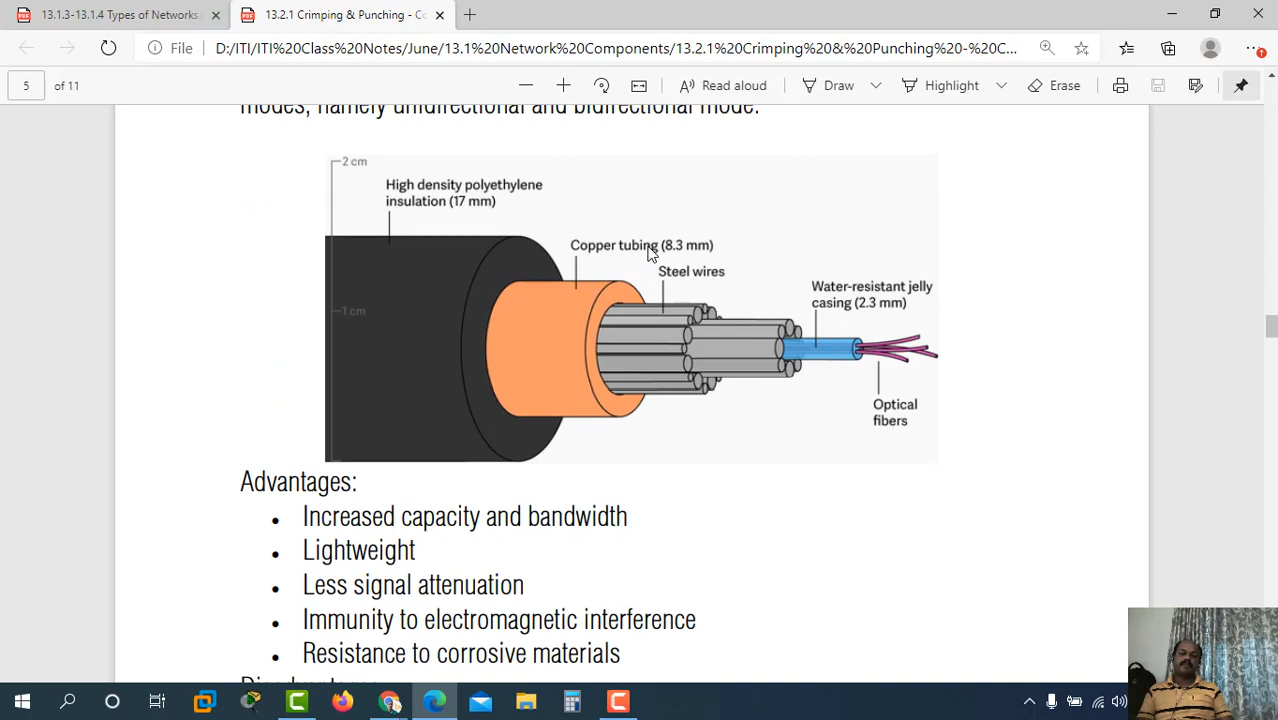 13.1.3-13.1.4 Types of Networks
13.2.1 Crimping & Punching - Co
File
D:/ITI/ITI%20Class%20Notes/June/13.1%20Network%20Components/13.2.1%20Crimping%20&%20Punching%20-%20C...
5
of 11
Read aloud
Draw
Highlight
Erase
modes, namely unidirectional and bidirectional mode.
2 cm
High density polyethylene
insulation (17 mm)
Copper tubing (8.3 mm)
Steel wires
Water-resistant jelly
casing (2.3 mm)
1 cm
Optical
fibers
Advantages:
• Increased capacity and bandwidth
• Lightweight
• Less signal attenuation
• Immunity to electromagnetic interference
• Resistance to corrosive materials